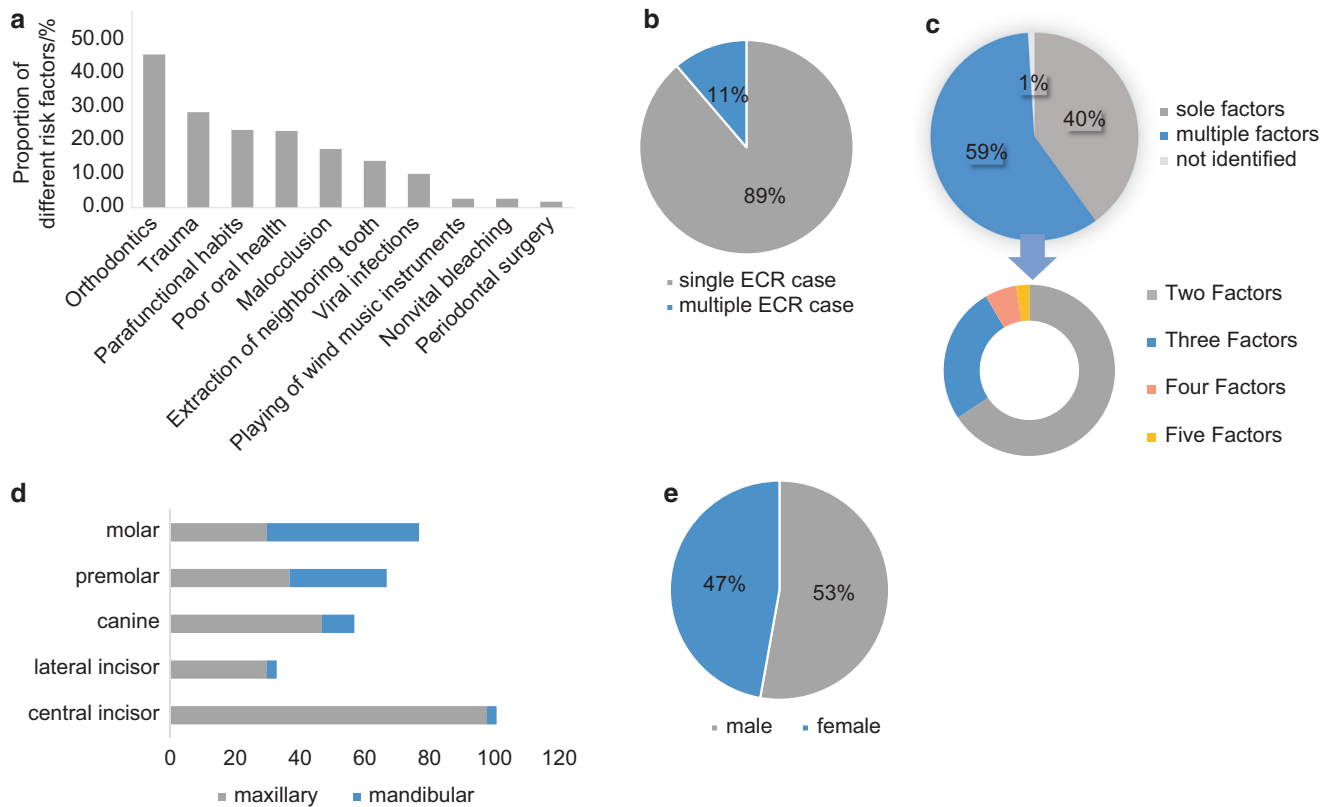 a
Proportion of
different risk factors/%
50.00
40.00
30.00
20.00
10.00
0.00
Orthodontics
Trauma
Parafunctional habits
Poor oral health
Malocclusion
Extraction of neighboring tooth
Viral infections
Playing of wind music instruments
Nonvital bleaching
Periodontal surgery
b
11%
89%
single ECR case
multiple ECR case
c
1%
40%
59%
sole factors
multiple factors
not identified
Two Factors
Three Factors
Four Factors
Five Factors
d
molar
premolar
canine
lateral incisor
central incisor
0 20 40 60 80 100 120
maxillary mandibular
e
47%
53%
male female